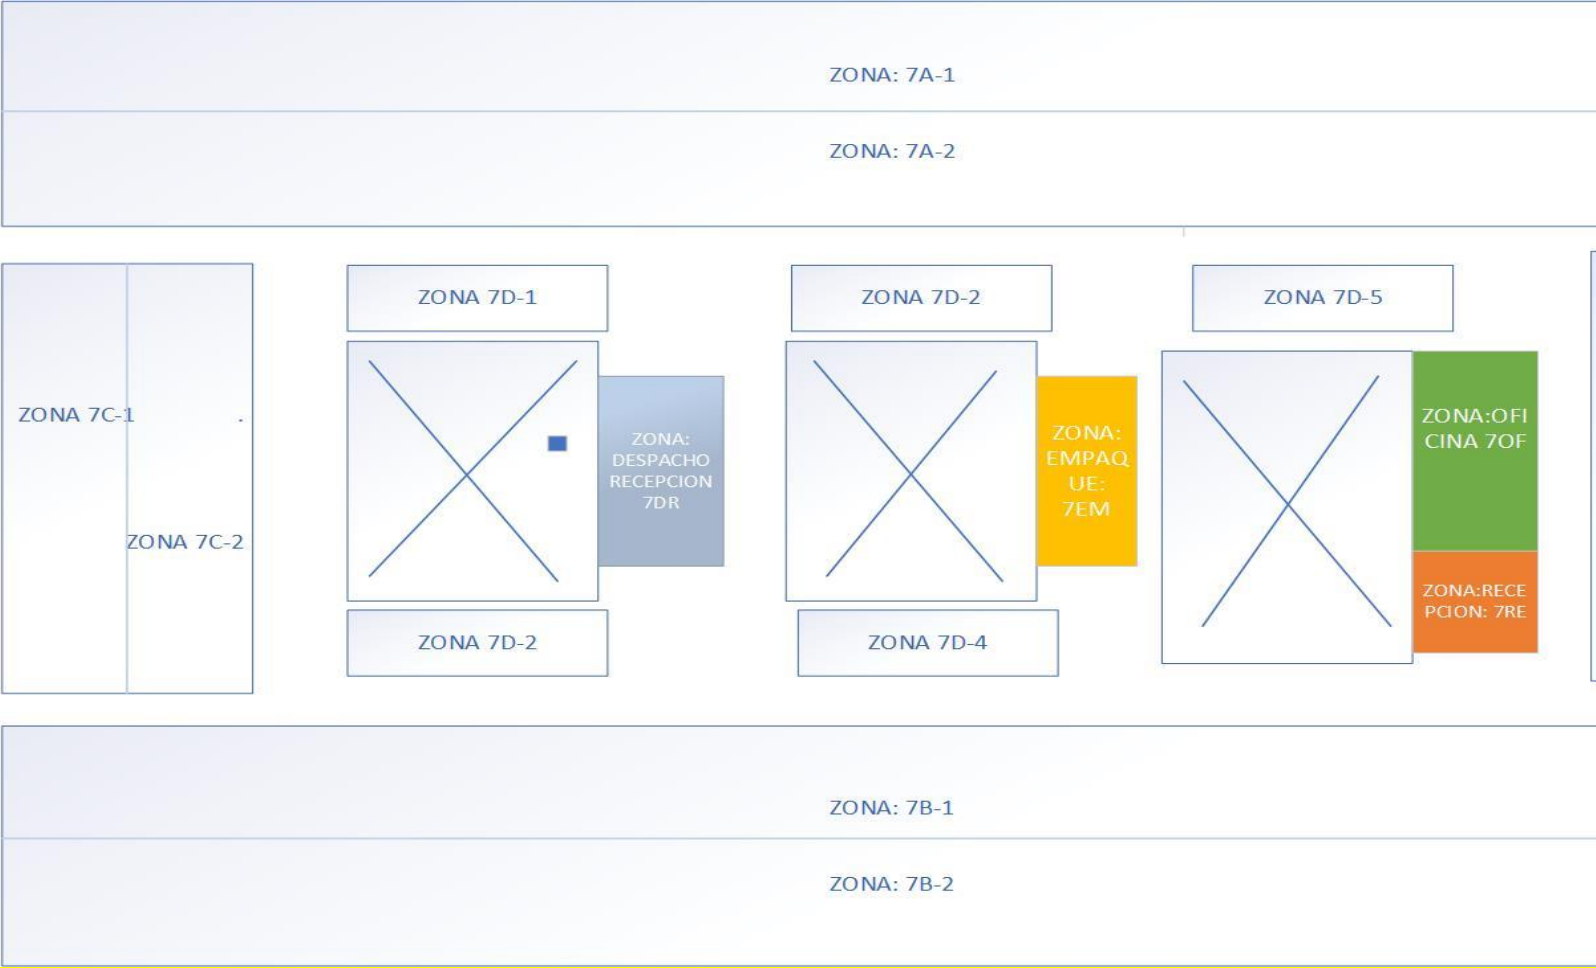 ZONA: 7A-1
ZONA: 7A-2
ZONA 7D-1
ZONA 7D-2
ZONA 7D-5
ZONA 7C-1
.
ZONA 7C-2
ZONA:
DESPACHO
RECEPCION
7DR
ZONA:
EMPAQ
UE:
7EM
ZONA:OFI
CINA 7OF
ZONA:RECE
PCION: 7RE
ZONA 7D-2
ZONA 7D-4
ZONA: 7B-1
ZONA: 7B-2